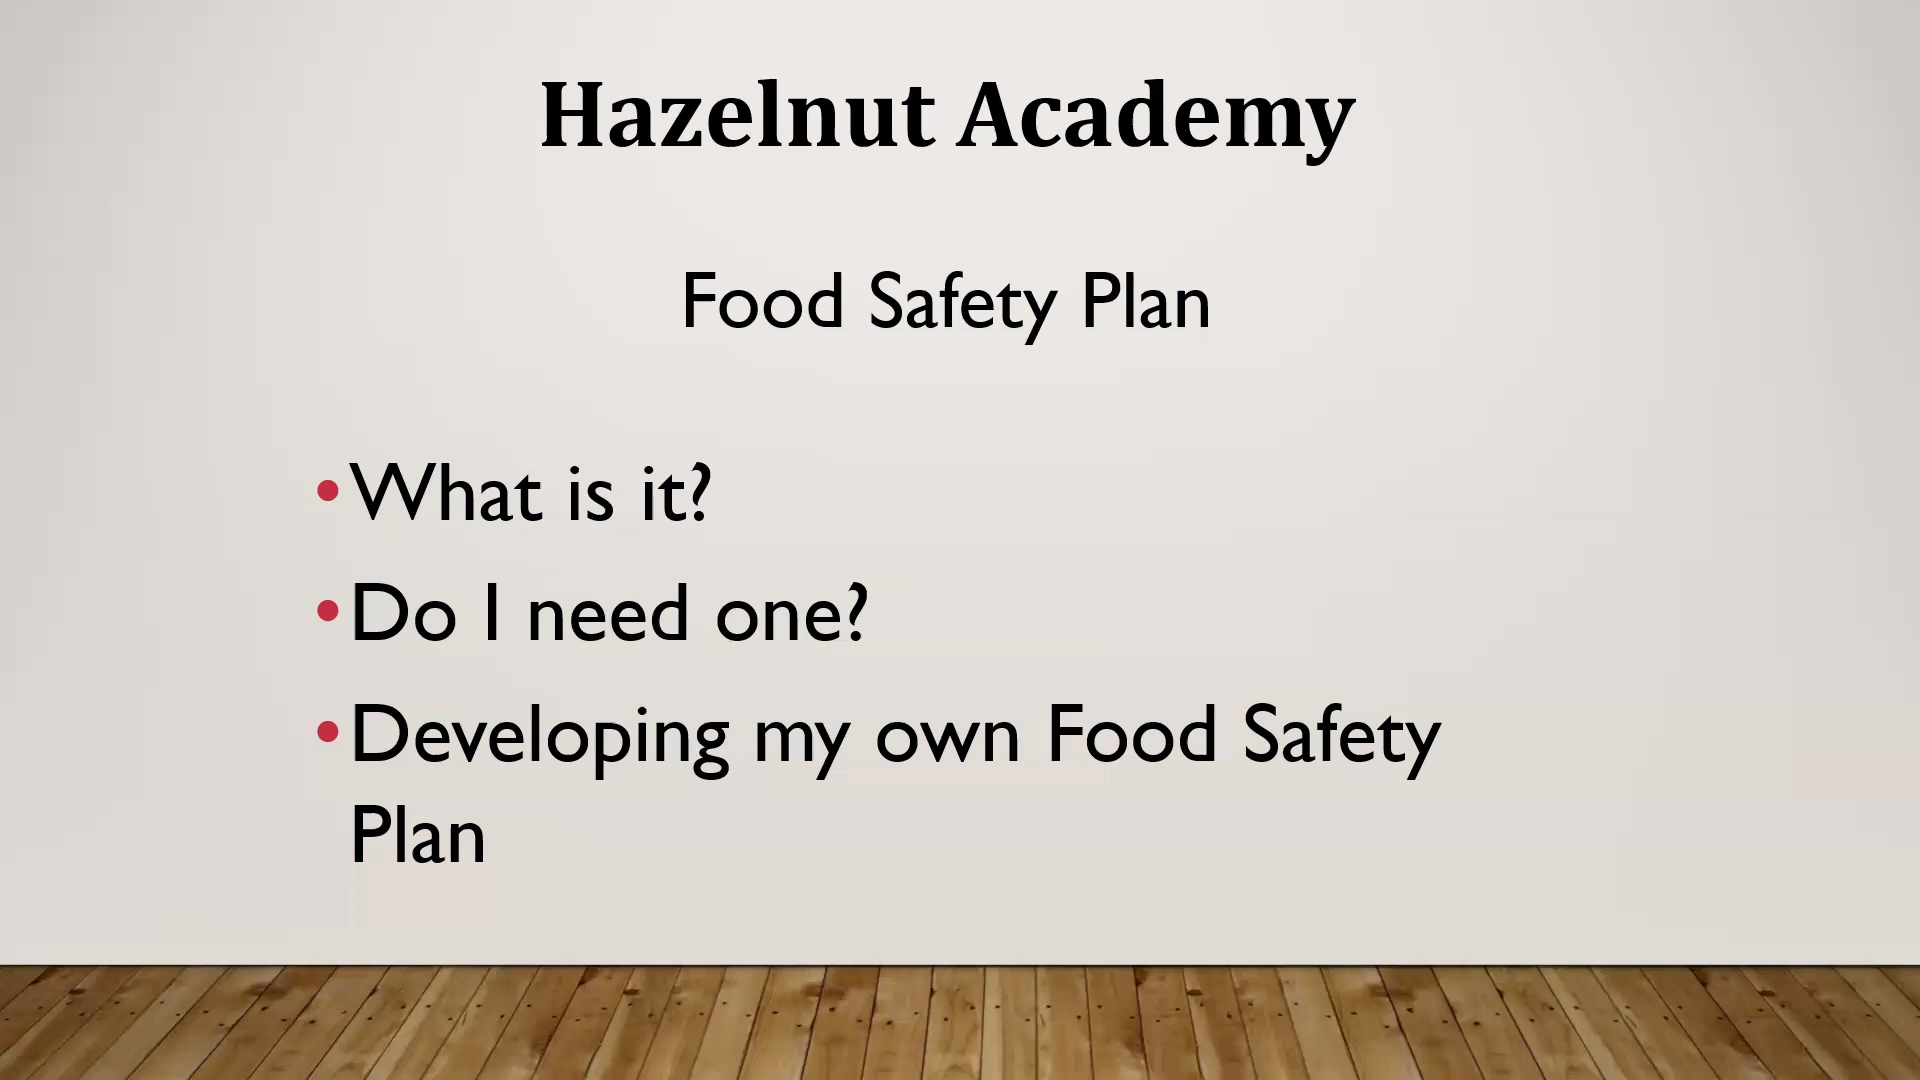 Hazelnut Academy
Food Safety Plan
•What is it?
•Do I need one?
•Developing my own Food Safety
Plan